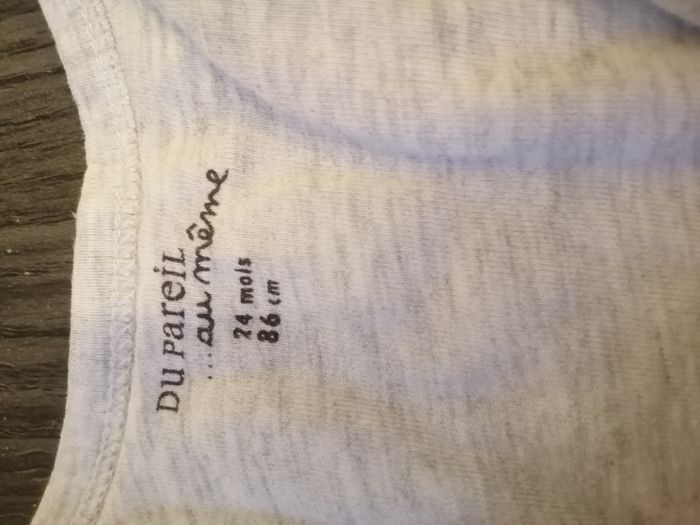 DU PareiL
...au même
24 mois
86 cm